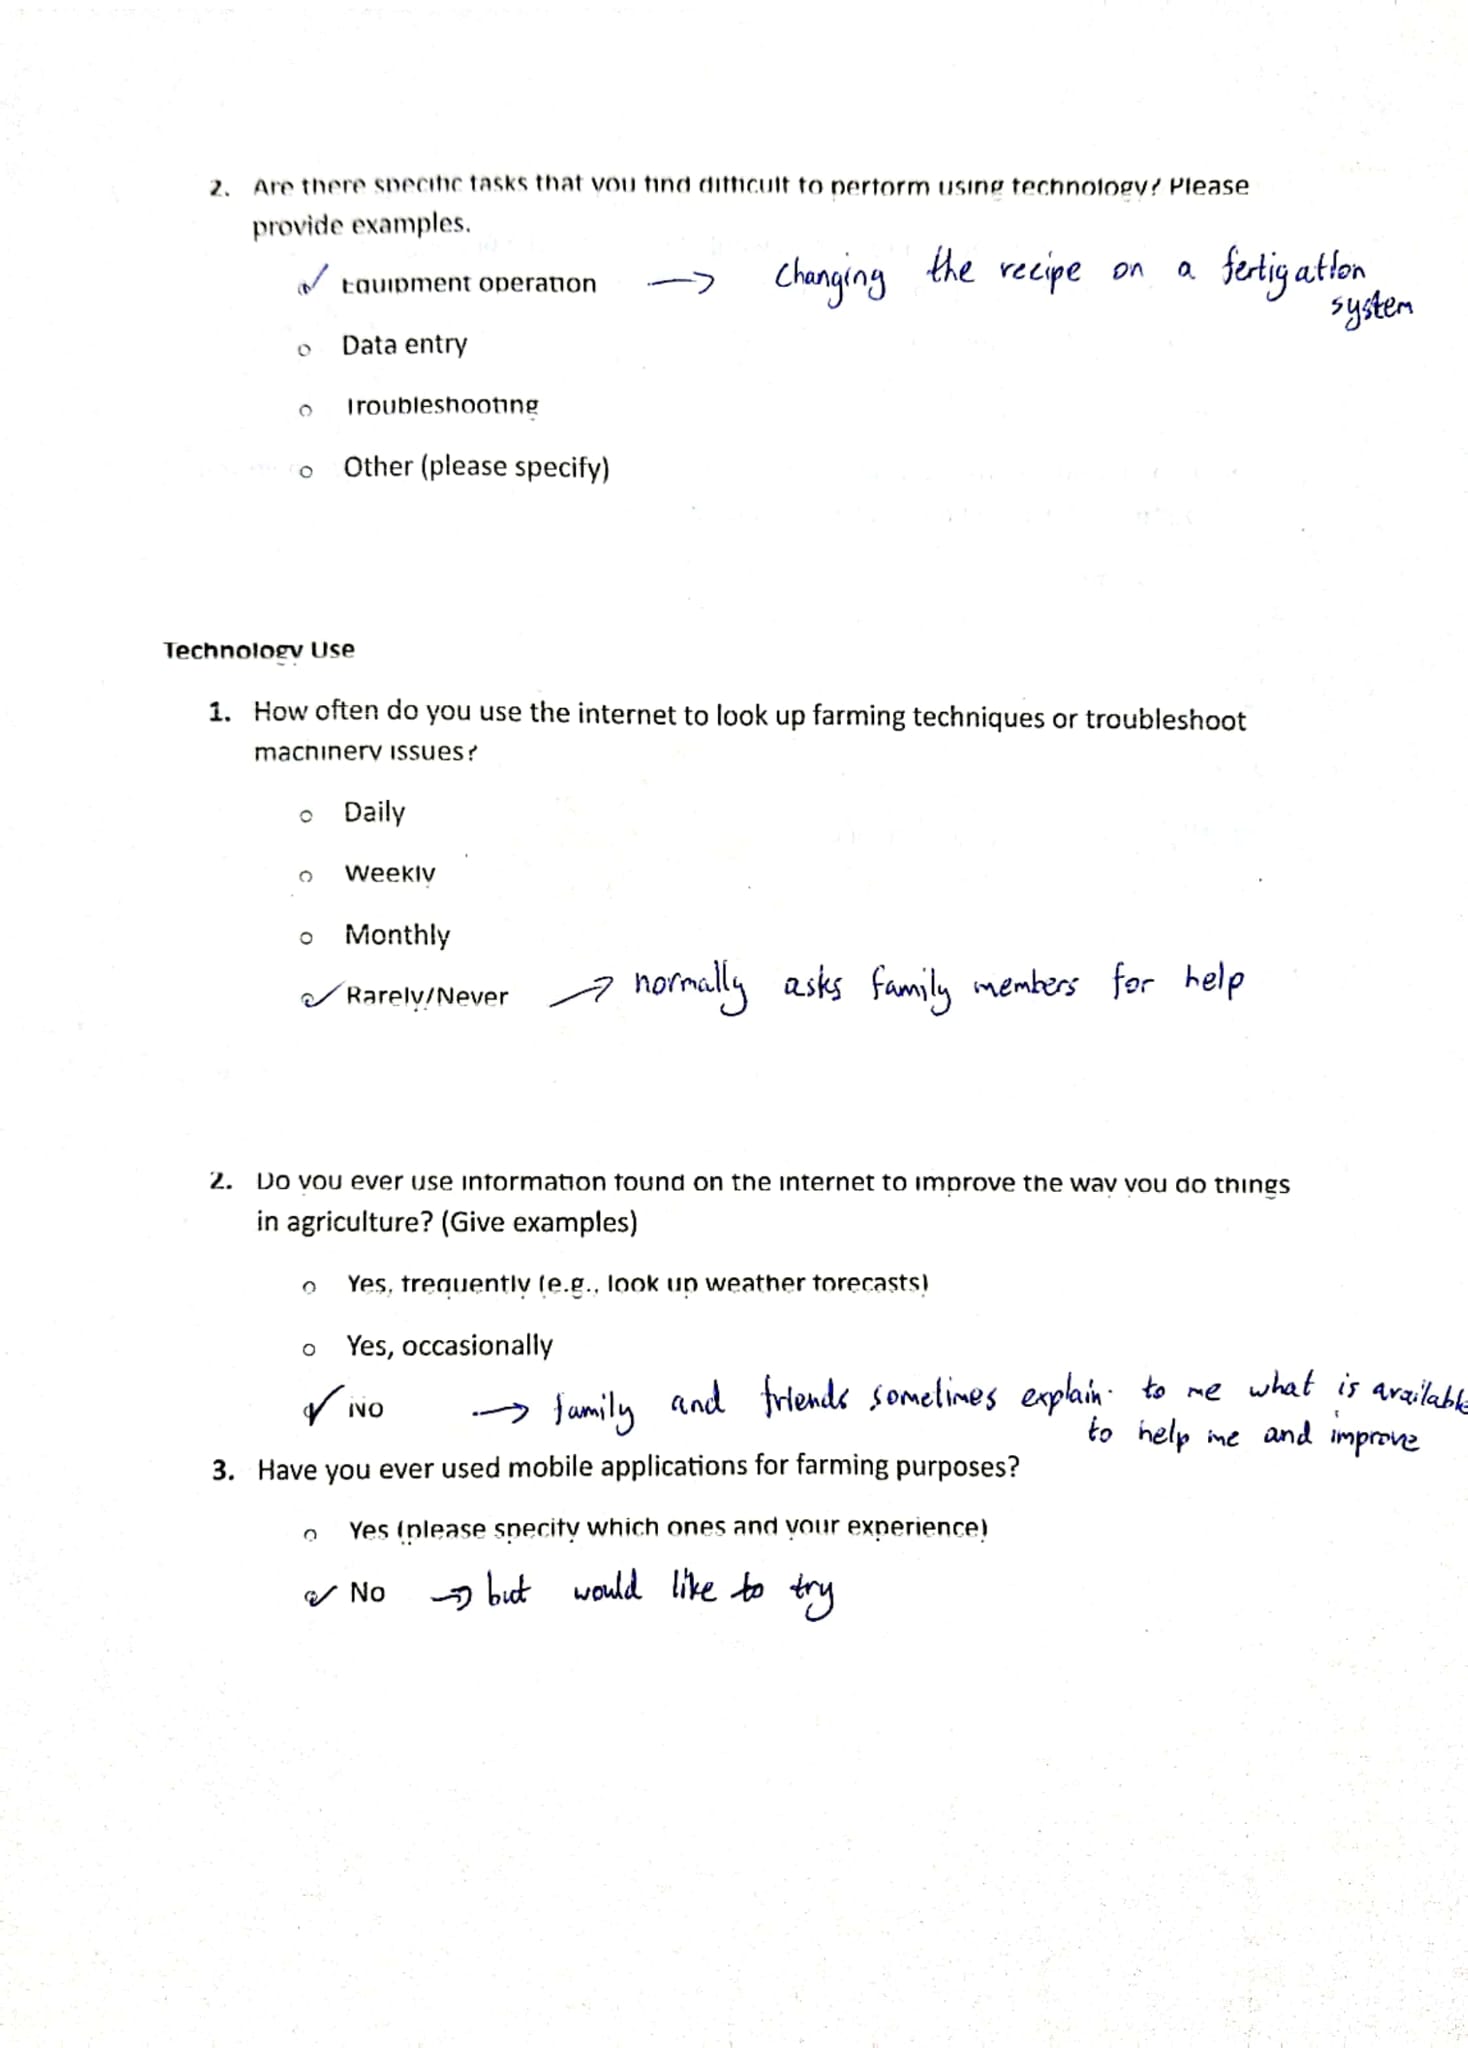 2. Are there specific tasks that you find difficult to perform using technology? Please
provide examples.
✓ Equipment operation → Changing the recipe on a fertigation
system
o Data entry
o Troubleshooting
o Other (please specify)
Technology Use
1. How often do you use the internet to look up farming techniques or troubleshoot
machinery issues?
o Daily
o Weekly
o Monthly
✓ Rarely/Never → normally asks family members for help
2. Do you ever use information found on the internet to improve the way you do things
in agriculture? (Give examples)
o Yes, frequently (e.g., look up weather forecasts)
o Yes, occasionally
✓ No → family and friends sometimes explain to me what is available
to help me and improve
3. Have you ever used mobile applications for farming purposes?
o Yes (please specify which ones and your experience)
✓ No → but would like to try